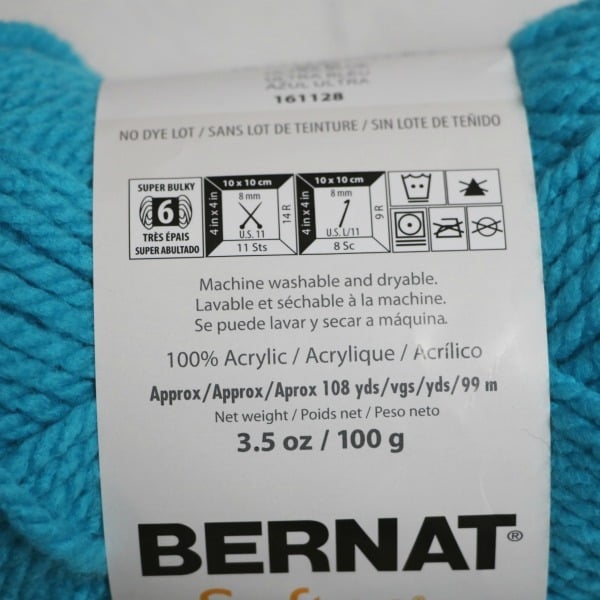 ULTRA BLEU
AZUL ULTRA
161128
NO DYE LOT / SANS LOT DE TEINTURE / SIN LOTE DE TEÑIDO
SUPER BULKY
6
TRÈS ÉPAIS
SUPER ABULTADO
10 x 10 cm
4 in x 4 in
8 mm
U.S. 11
14 R
11 Sts
10 x 10 cm
4 in x 4 in
8 mm
U.S. L/11
9 R
8 Sc
Machine washable and dryable.
Lavable et séchable à la machine.
Se puede lavar y secar a máquina.
100% Acrylic / Acrylique / Acrílico
Approx/Approx/Aprox 108 yds/vgs/yds/99 m
Net weight / Poids net / Peso neto
3.5 oz / 100 g
BERNAT®